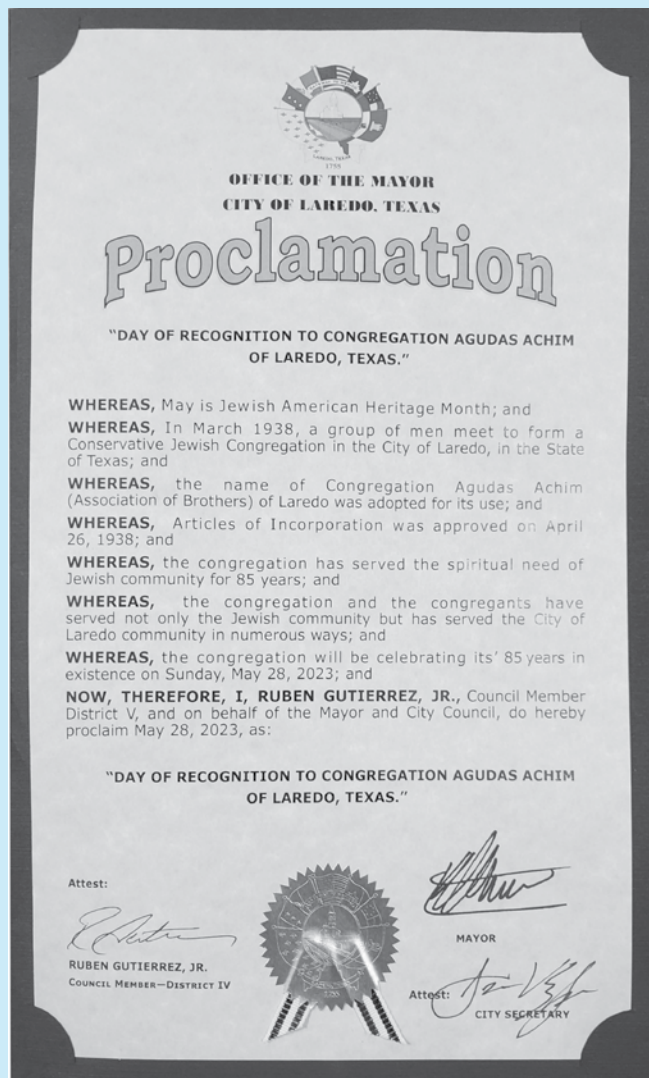 LAREDO, TEXAS
1755
OFFICE OF THE MAYOR
CITY OF LAREDO, TEXAS
Proclamation
"DAY OF RECOGNITION TO CONGREGATION AGUDAS ACHIM
OF LAREDO, TEXAS."
WHEREAS, May is Jewish American Heritage Month; and
WHEREAS, In March 1938, a group of men meet to form a
Conservative Jewish Congregation in the City of Laredo, in the State
of Texas; and
WHEREAS, the name of Congregation Agudas Achim
(Association of Brothers) of Laredo was adopted for its use; and
WHEREAS, Articles of Incorporation was approved on April
26, 1938; and
WHEREAS, the congregation has served the spiritual need of
Jewish community for 85 years; and
WHEREAS, the congregation and the congregants have
served not only the Jewish community but has served the City of
Laredo community in numerous ways; and
WHEREAS, the congregation will be celebrating its' 85 years in
existence on Sunday, May 28, 2023; and
NOW, THEREFORE, I, RUBEN GUTIERREZ, JR., Council Member
District V, and on behalf of the Mayor and City Council, do hereby
proclaim May 28, 2023, as:
"DAY OF RECOGNITION TO CONGREGATION AGUDAS ACHIM
OF LAREDO, TEXAS."
Attest:
RUBEN GUTIERREZ, JR.
COUNCIL MEMBER—DISTRICT IV
MAYOR
Attest:
CITY SECRETARY